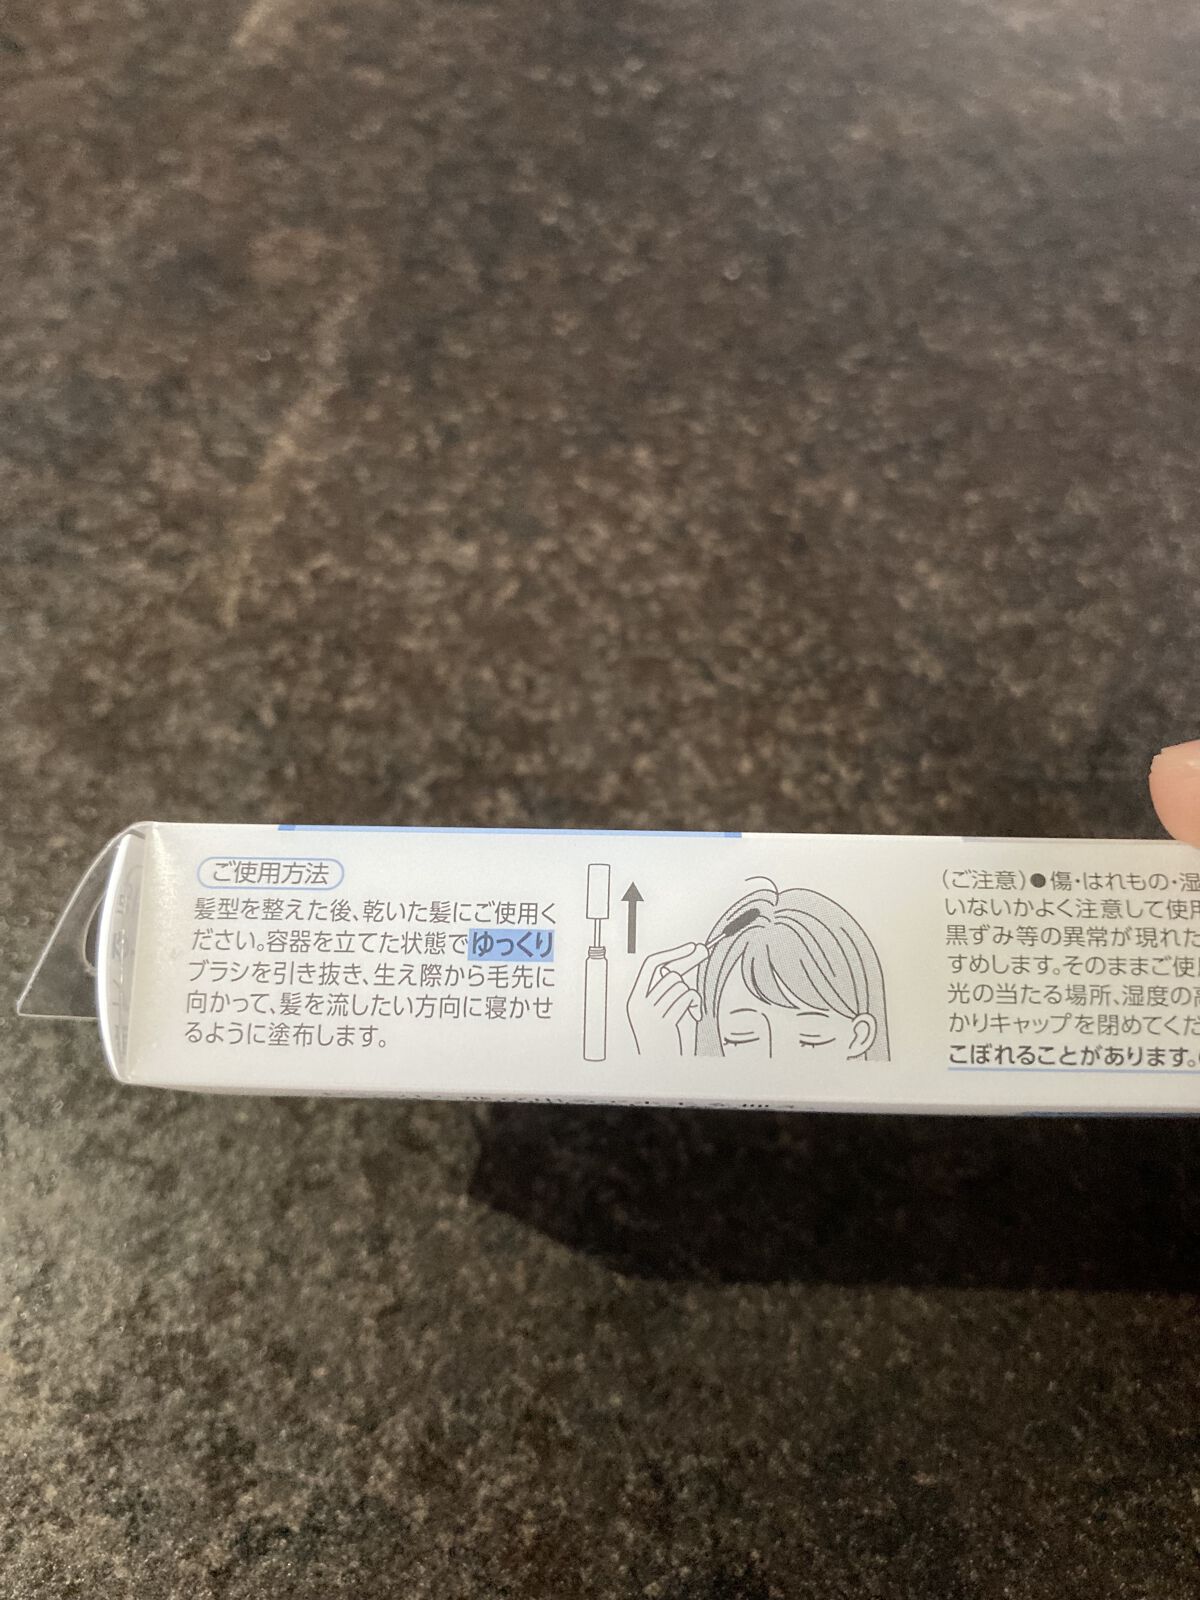 ご使用方法
髪型を整えた後、乾いた髪にご使用く
ださい。容器を立てた状態でゆっくり
ブラシを引き抜き、生え際から毛先に
向かって、髪を流したい方向に寝かせ
るように塗布します。
(ご注意)●傷・はれもの・湿
いないかよく注意して使用
黒ずみ等の異常が現れた
すめします。そのままご使用
光の当たる場所、湿度の高
かりキャップを閉めてくだ
こぼれることがあります。